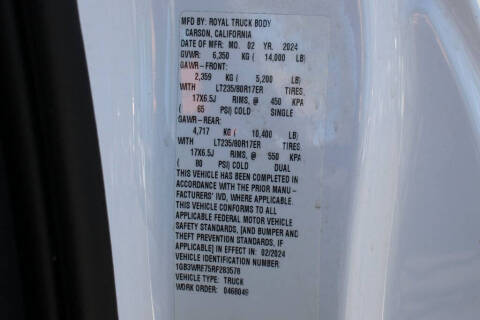 MFD BY: ROYAL TRUCK BODY
CARSON, CALIFORNIA
DATE OF MFR: MO. 02 YR. 2024
GVWR: 6,350 KG ( 14,000 LB)
GAWR-FRONT:
2,359 KG ( 5,200 LB)
WITH LT235/80R17ER TIRES,
17X6.5J RIMS, @ 450 KPA
( 65 PSI) COLD SINGLE
GAWR-REAR:
4,717 KG ( 10,400 LB)
WITH LT235/80R17ER TIRES
17X6.5J RIMS, @ 550 KPA
( 80 PSI) COLD DUAL
THIS VEHICLE HAS BEEN COMPLETED IN
ACCORDANCE WITH THE PRIOR MANU-
FACTURERS' IVD, WHERE APPLICABLE.
THIS VEHICLE CONFORMS TO ALL
APPLICABLE FEDERAL MOTOR VEHICLE
SAFETY STANDARDS, [AND BUMPER AND
THEFT PREVENTION STANDARDS, IF
APPLICABLE] IN EFFECT IN: 02/2024
VEHICLE IDENTIFICATION NUMBER:
1GB3WRE75RF283578
VEHICLE TYPE: TRUCK
WORK ORDER: 0468049